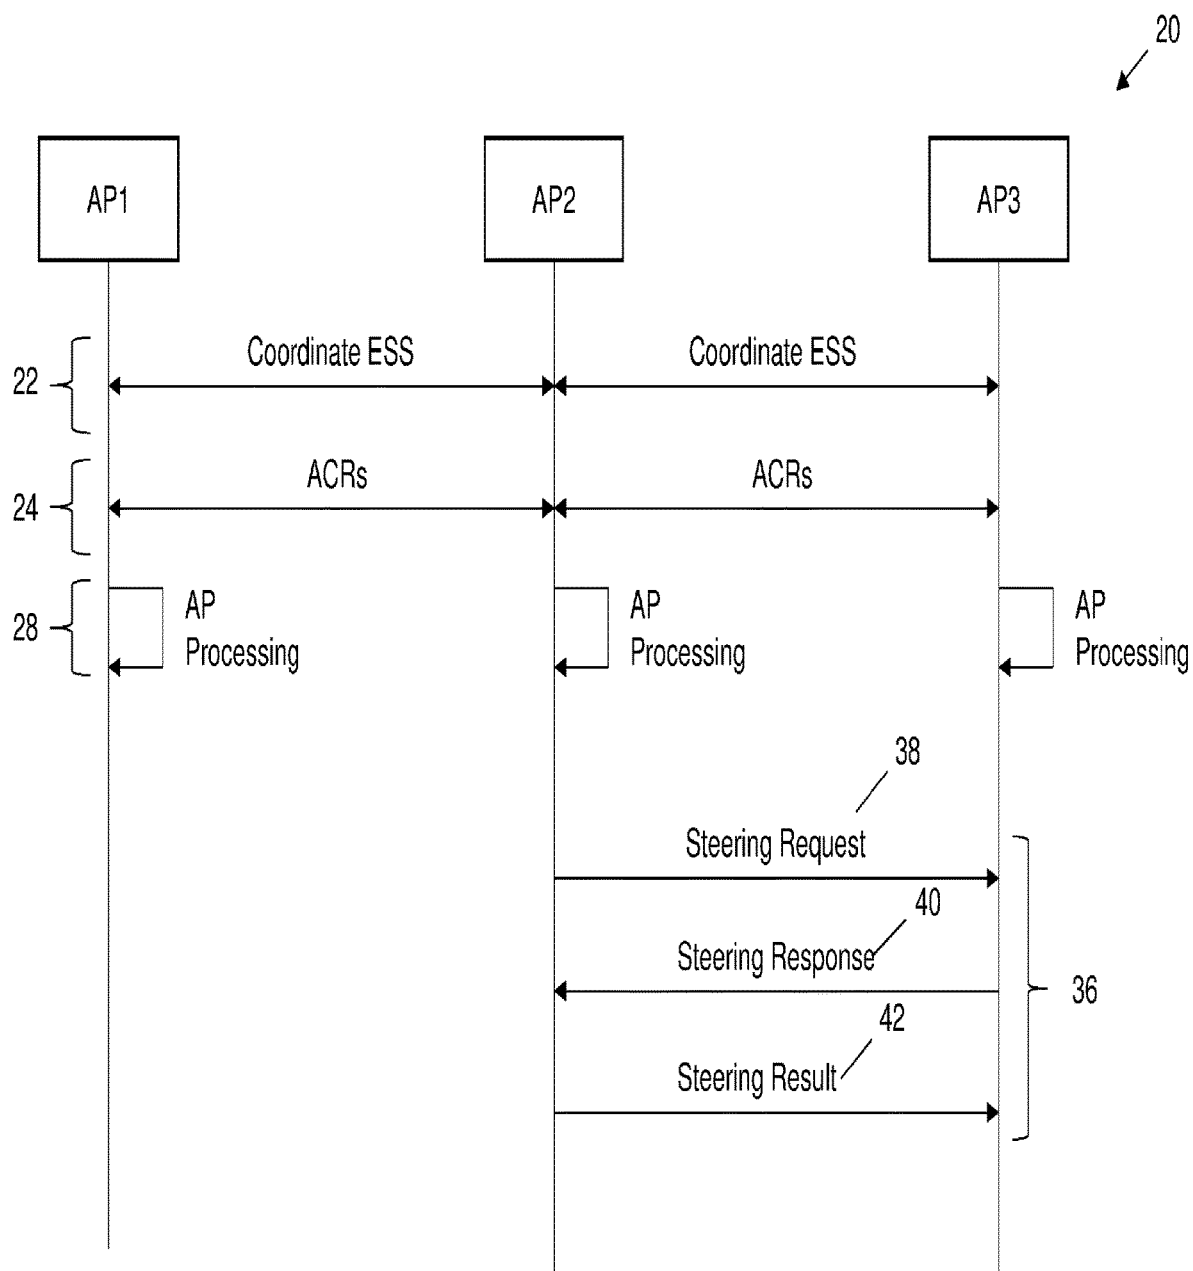 20
AP1
AP2
AP3
Coordinate ESS
Coordinate ESS
22
ACRs
ACRs
24
AP
Processing
AP
Processing
AP
Processing
28
38
Steering Request
40
Steering Response
36
42
Steering Result